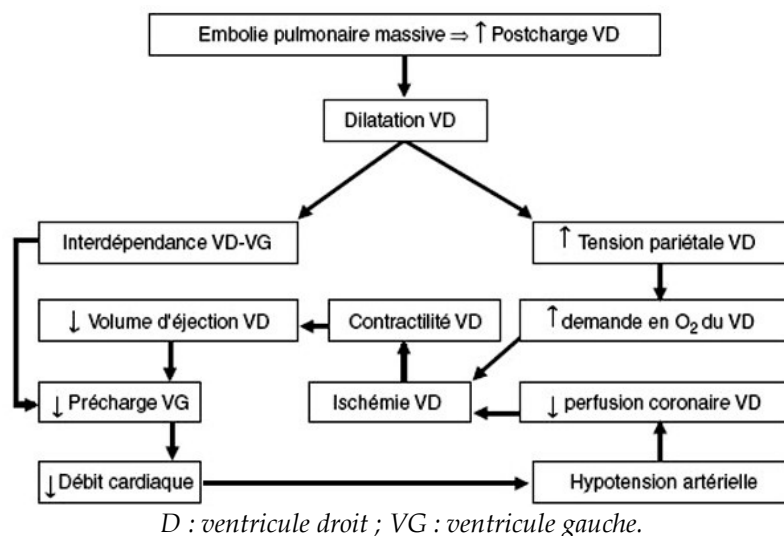 Embolie pulmonaire massive ⇒ ↑ Postcharge VD
Dilatation VD
Interdépendance VD-VG
↑ Tension pariétale VD
↓ Volume d'éjection VD
Contractilité VD
↑ demande en O₂ du VD
↓ Précharge VG
Ischémie VD
↓ perfusion coronaire VD
↓ Débit cardiaque
Hypotension artérielle
D : ventricule droit ; VG : ventricule gauche.